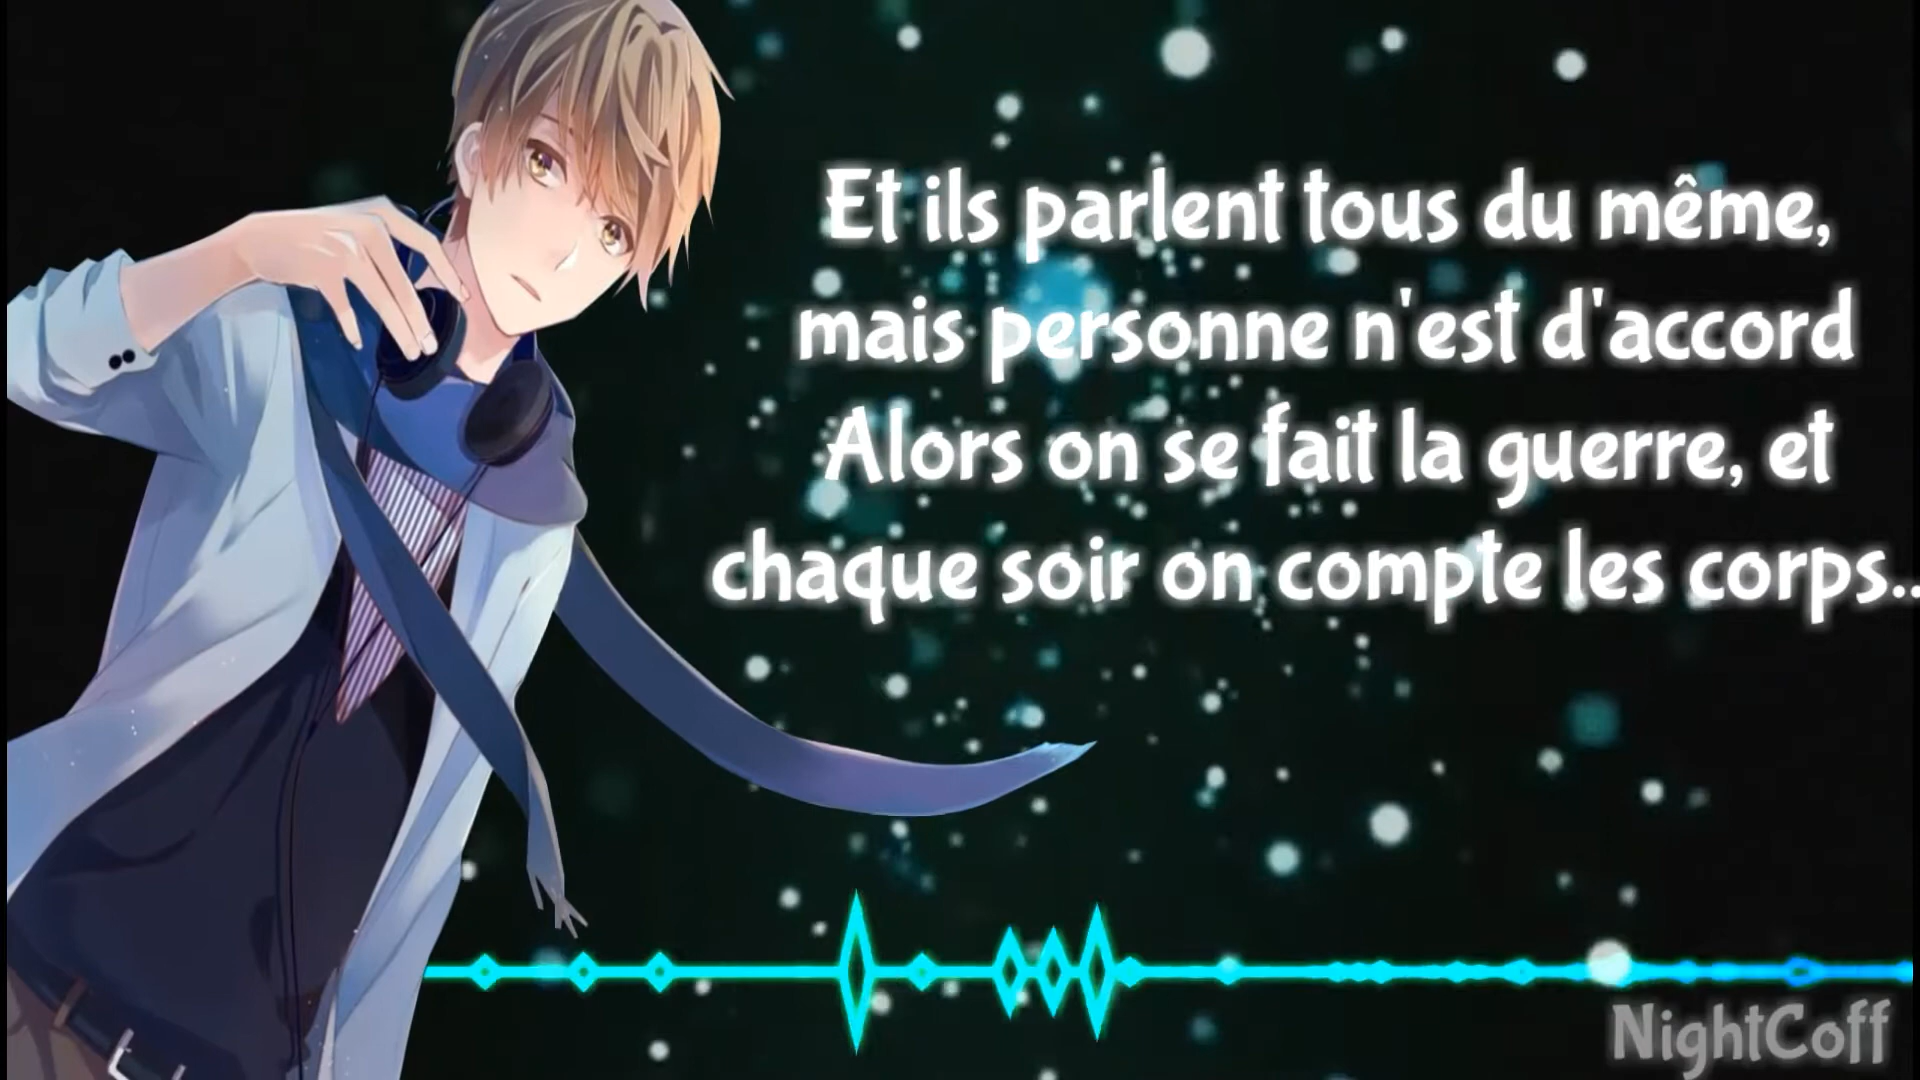 Et ils parlent tous du même,
mais personne n'est d'accord
Alors on se fait la guerre, et
chaque soir on compte les corps..
NightCoff